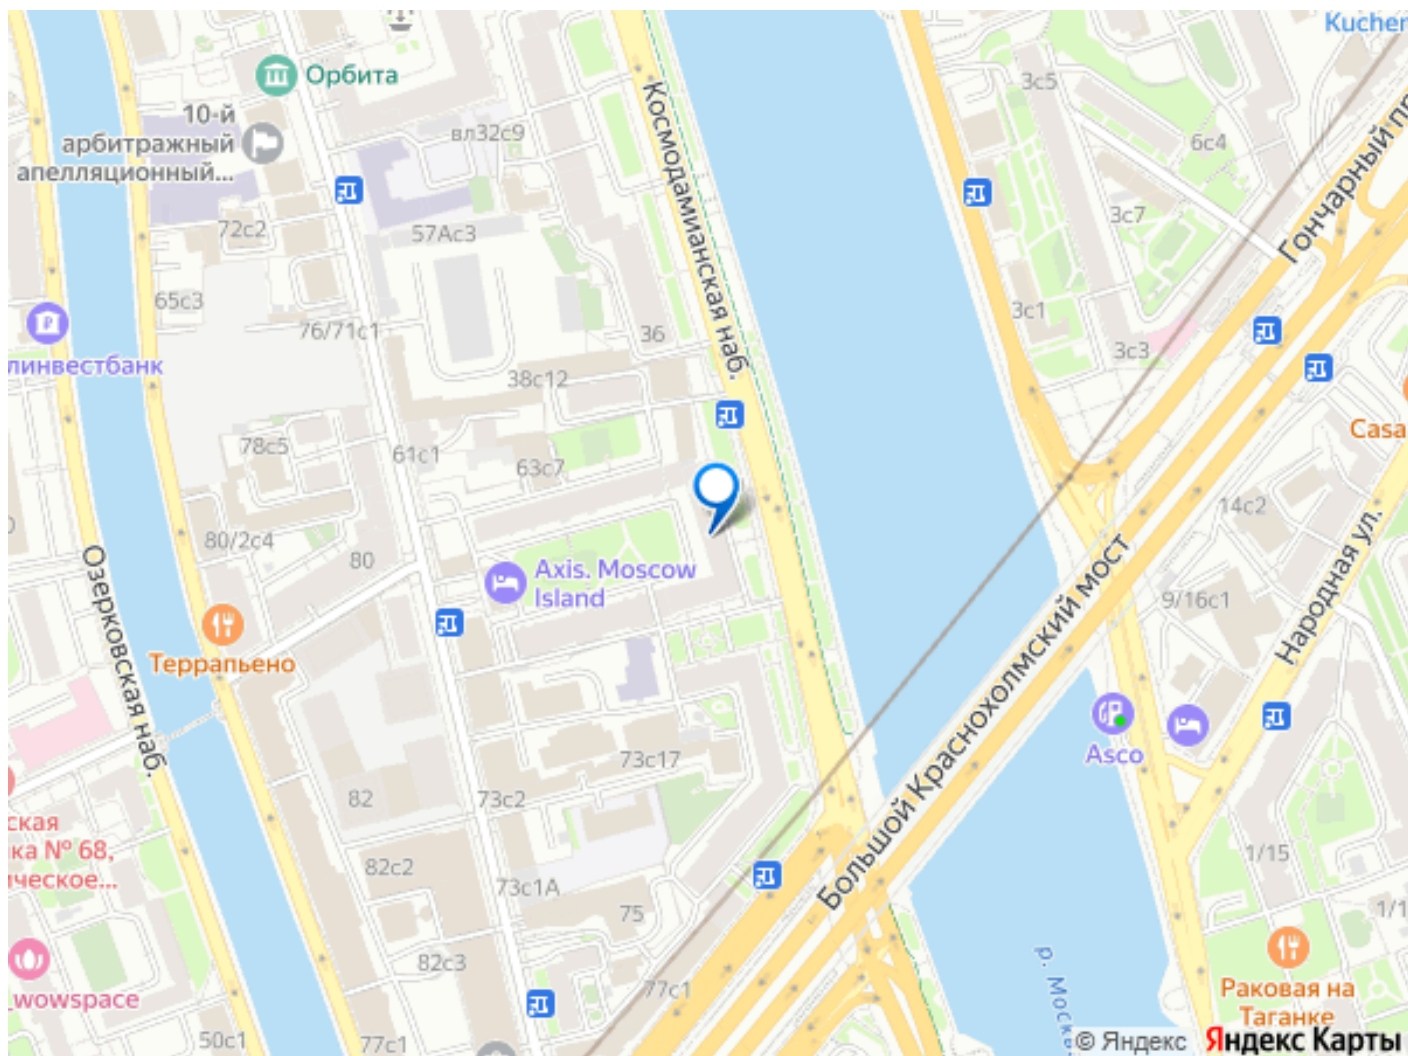 Kucher
Орбита
10-й
арбитражный
апелляционный...
вл32с9
3с5
6с4
Гончарный пр
Космодамианская наб.
72с2
57Ас3
3с7
65с3
76/71с1
36
3с1
3с3
линвестбанк
38с12
Casa
78с5
61с1
63с7
14с2
80/2с4
80
Axis. Moscow
Island
9/16с1
Народная ул.
Озерковская наб.
Террапьено
Большой Краснохолмский мост
Asco
73с17
82
73с2
ская
ка № 68,
ическое...
82с2
73с1А
75
1/15
1/1
82с3
77с1
wowspace
р. Москв
Раковая на
Таганке
50с1
77с1
© Яндекс Яндекс Карты